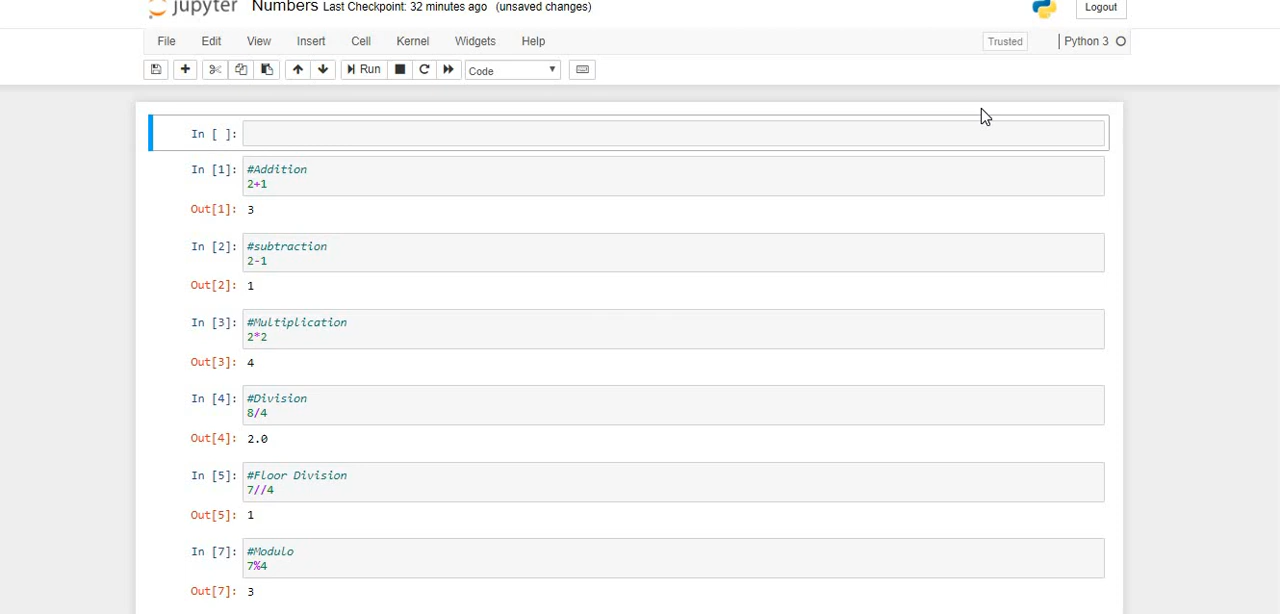 jupyter Numbers Last Checkpoint: 32 minutes ago (unsaved changes) Logout
File Edit View Insert Cell Kernel Widgets Help Trusted Python 3
Run Code
In [ ]:
In [1]: #Addition
2+1
Out[1]: 3
In [2]: #subtraction
2-1
Out[2]: 1
In [3]: #Multiplication
2*2
Out[3]: 4
In [4]: #Division
8/4
Out[4]: 2.0
In [5]: #Floor Division
7//4
Out[5]: 1
In [7]: #Modulo
7%4
Out[7]: 3